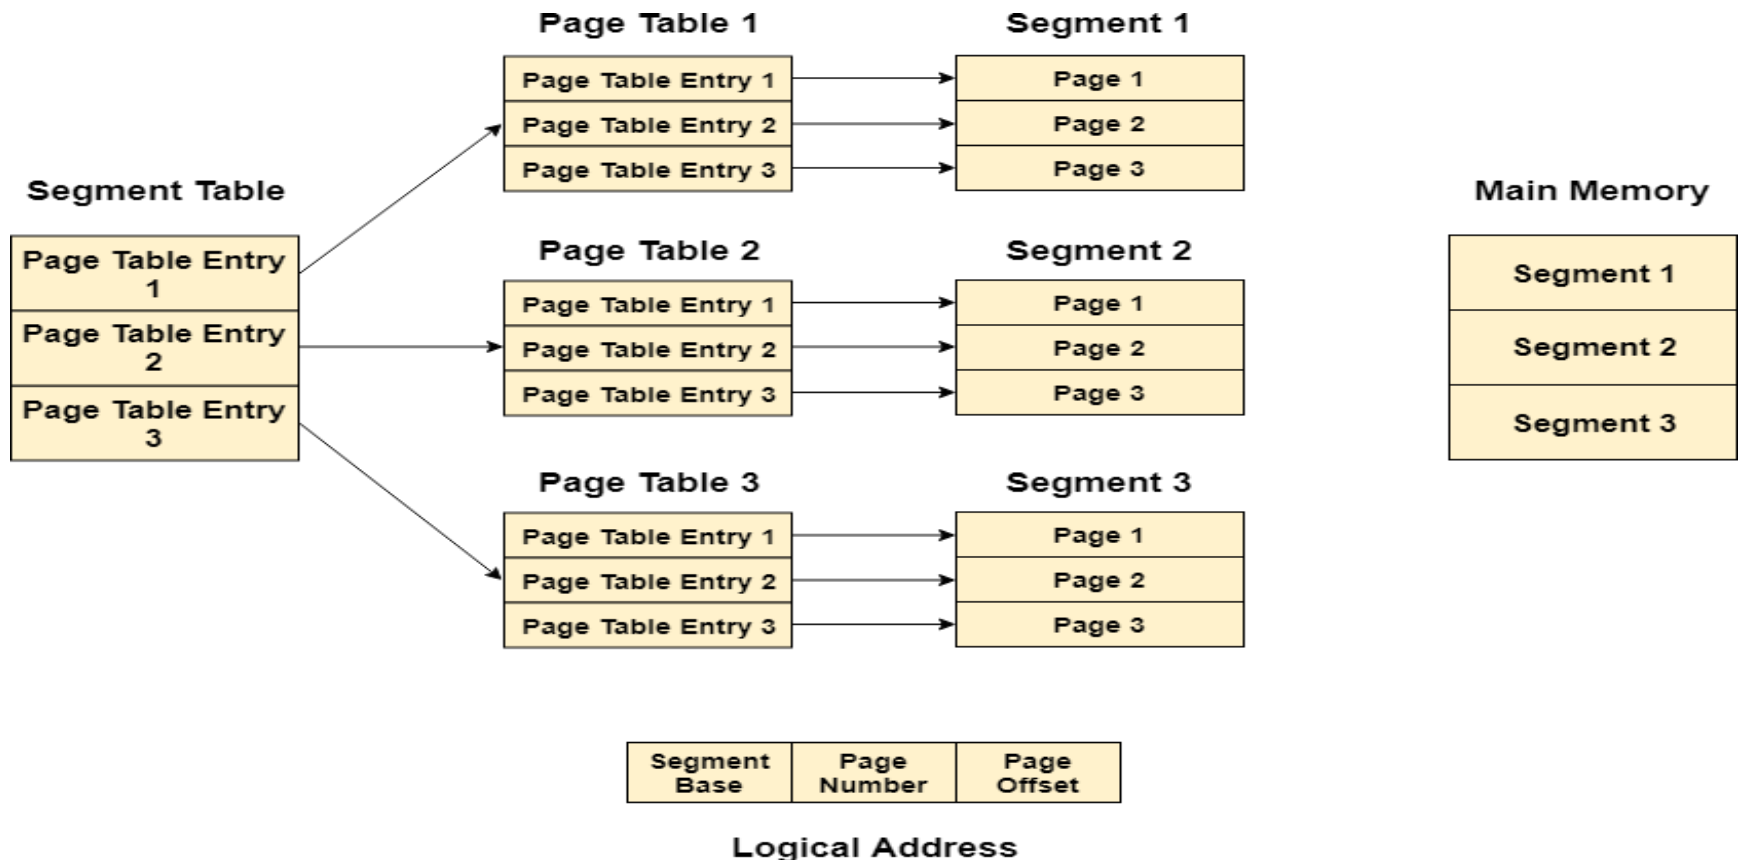 Page Table 1
Segment 1
Page Table Entry 1
Page 1
Page Table Entry 2
Page 2
Page Table Entry 3
Page 3
Segment Table
Page Table Entry
1
Page Table Entry
2
Page Table Entry
3
Page Table 2
Segment 2
Page Table Entry 1
Page 1
Page Table Entry 2
Page 2
Page Table Entry 3
Page 3
Page Table 3
Segment 3
Page Table Entry 1
Page 1
Page Table Entry 2
Page 2
Page Table Entry 3
Page 3
Main Memory
Segment 1
Segment 2
Segment 3
Segment
Base
Page
Number
Page
Offset
Logical Address